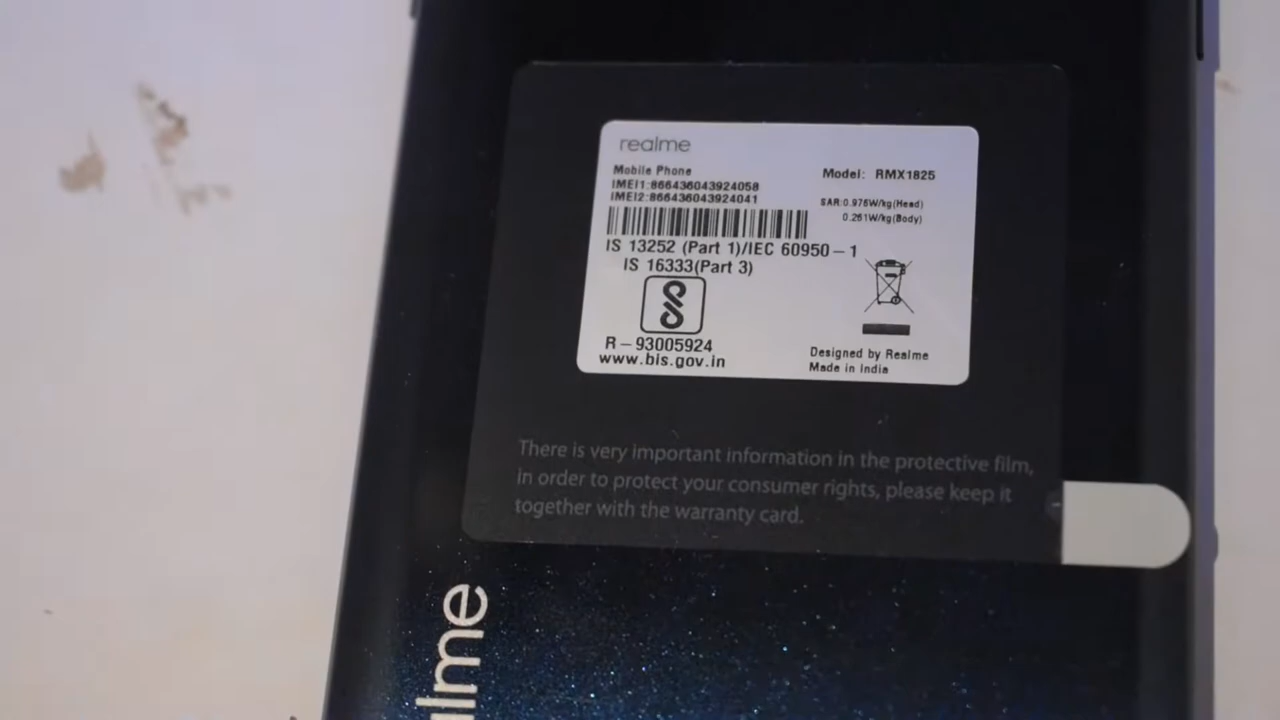 realme
Mobile Phone
IMEI1:866436043924058
IMEI2:866436043924041
Model: RMX1825
SAR:0.976W/kg(Head)
0.261W/kg(Body)
IS 13252 (Part 1)/IEC 60950-1
IS 16333(Part 3)
R-93005924
www.bis.gov.in
Designed by Realme
Made in India
There is very important information in the protective film,
in order to protect your consumer rights, please keep it
together with the warranty card.
alme